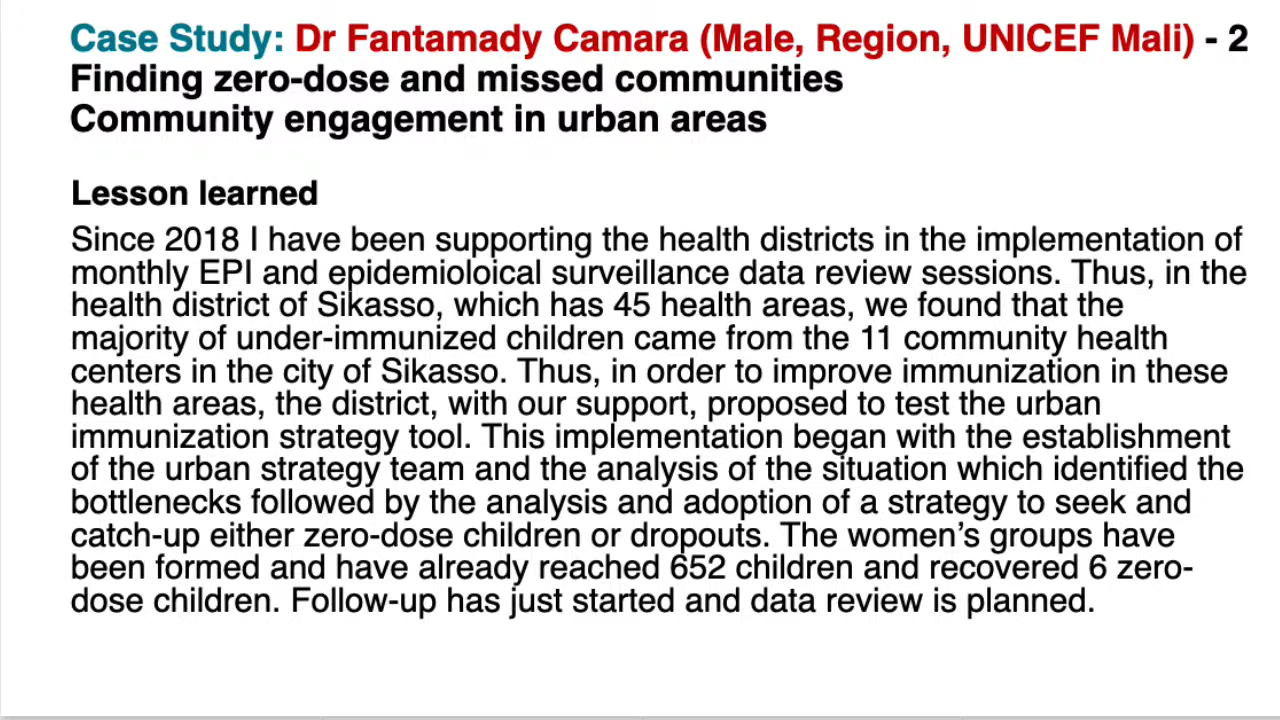 Case Study: Dr Fantamady Camara (Male, Region, UNICEF Mali) - 2
Finding zero-dose and missed communities
Community engagement in urban areas
Lesson learned
Since 2018 I have been supporting the health districts in the implementation of
monthly EPI and epidemioloical surveillance data review sessions. Thus, in the
health district of Sikasso, which has 45 health areas, we found that the
majority of under-immunized children came from the 11 community health
centers in the city of Sikasso. Thus, in order to improve immunization in these
health areas, the district, with our support, proposed to test the urban
immunization strategy tool. This implementation began with the establishment
of the urban strategy team and the analysis of the situation which identified the
bottlenecks followed by the analysis and adoption of a strategy to seek and
catch-up either zero-dose children or dropouts. The women’s groups have
been formed and have already reached 652 children and recovered 6 zero-
dose children. Follow-up has just started and data review is planned.